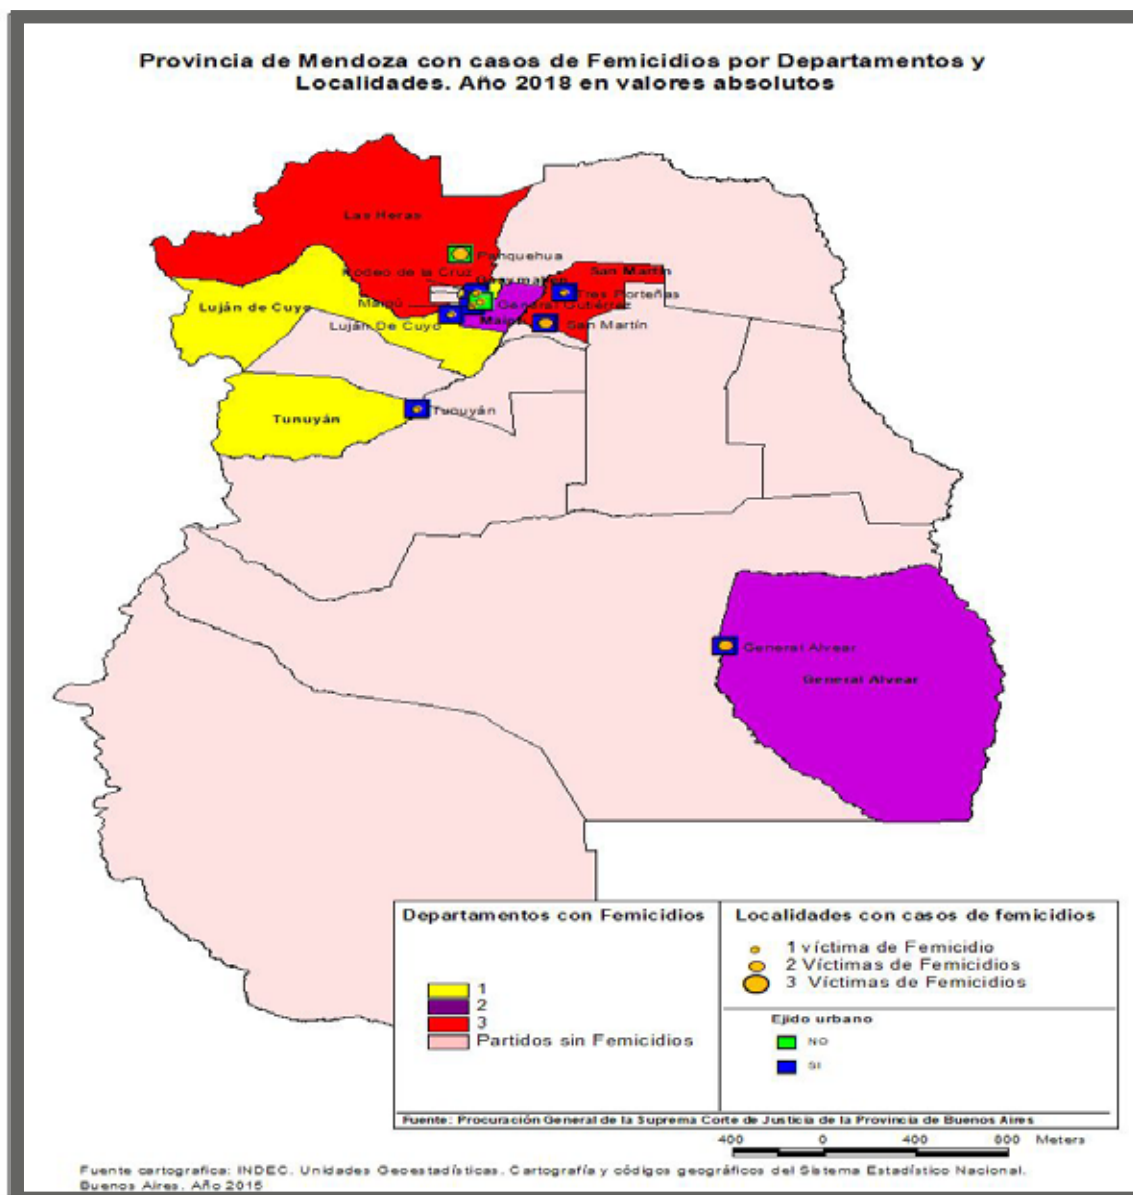 Provincia de Mendoza con casos de Femicidios por Departamentos y
Localidades. Año 2018 en valores absolutos
Las Heras
Panquehua
Rodeo de la Cruz
San Martín
Tres Porteñas
Luján de Cuyo
Maipú
General Gutiérrez
Luján De Cuyo
San Martín
Tunuyán
General Alvear
General Alvear
Departamentos con Femicidios
1
2
3
Partidos sin Femicidios
Localidades con casos de femicidios
1 víctima de Femicidio
2 Víctimas de Femicidios
3 Víctimas de Femicidios
Ejido urbano
NO
SI
Fuente: Procuración General de la Suprema Corte de Justicia de la Provincia de Buenos Aires
400 0 400 800 Meters
Fuente cartografica: INDEC. Unidades Geoestadísticas. Cartografía y códigos geográficos del Sistema Estadístico Nacional.
Buenos Aires. Año 2015